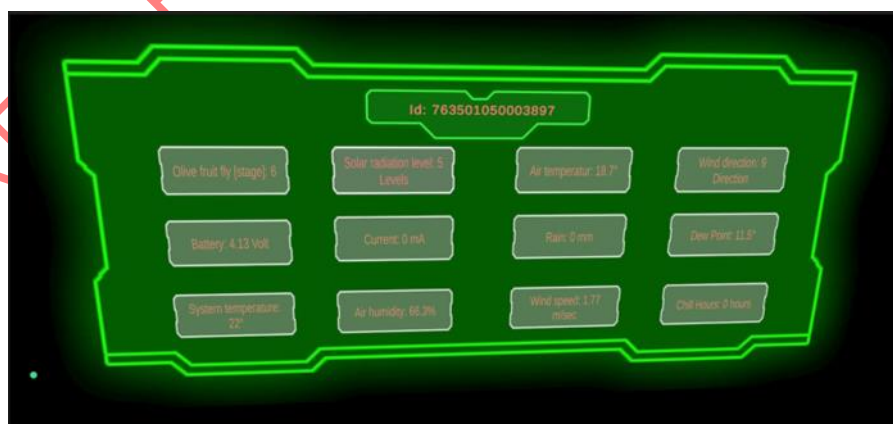 Id: 763501050003897
Olive fruit fly [stage]: 6
Solar radiation level: 5
Levels
Air temperatur: 18.7°
Wind direction: 9
Direction
Battery: 4.13 Volt
Current: 0 mA
Rain: 0 mm
Dew Point: 11.5°
System temperature:
22°
Air humidity: 66.3%
Wind speed: 1.77
m/sec
Chill Hours: 0 hours